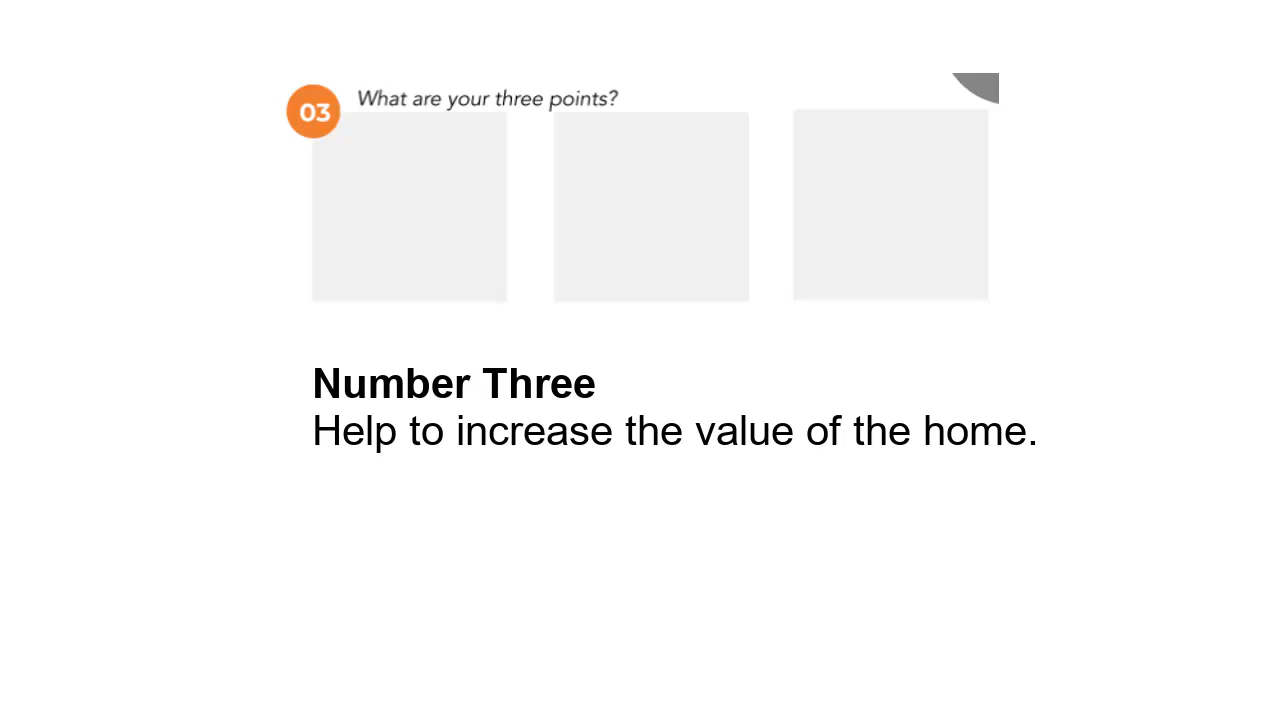 03 What are your three points?
Number Three
Help to increase the value of the home.